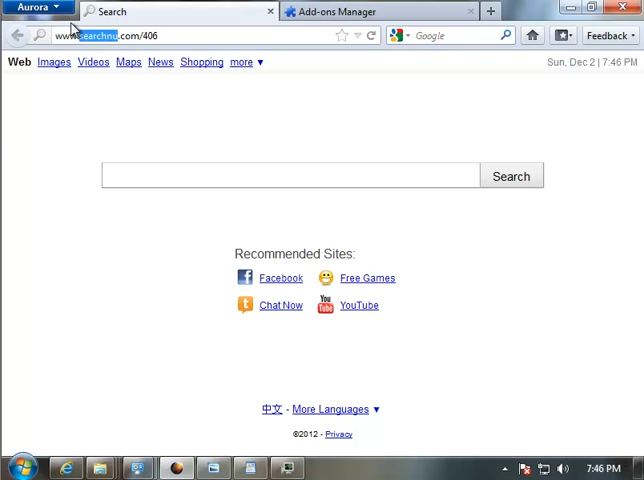 Aurora
Search
Add-ons Manager
www.searchnu.com/406
Google
Feedback
Web Images Videos Maps News Shopping more ▼
Sun, Dec 2 | 7:46 PM
Search
Recommended Sites:
Facebook
Free Games
Chat Now
You Tube
YouTube
中文 - More Languages ▼
©2012 - Privacy
7:46 PM